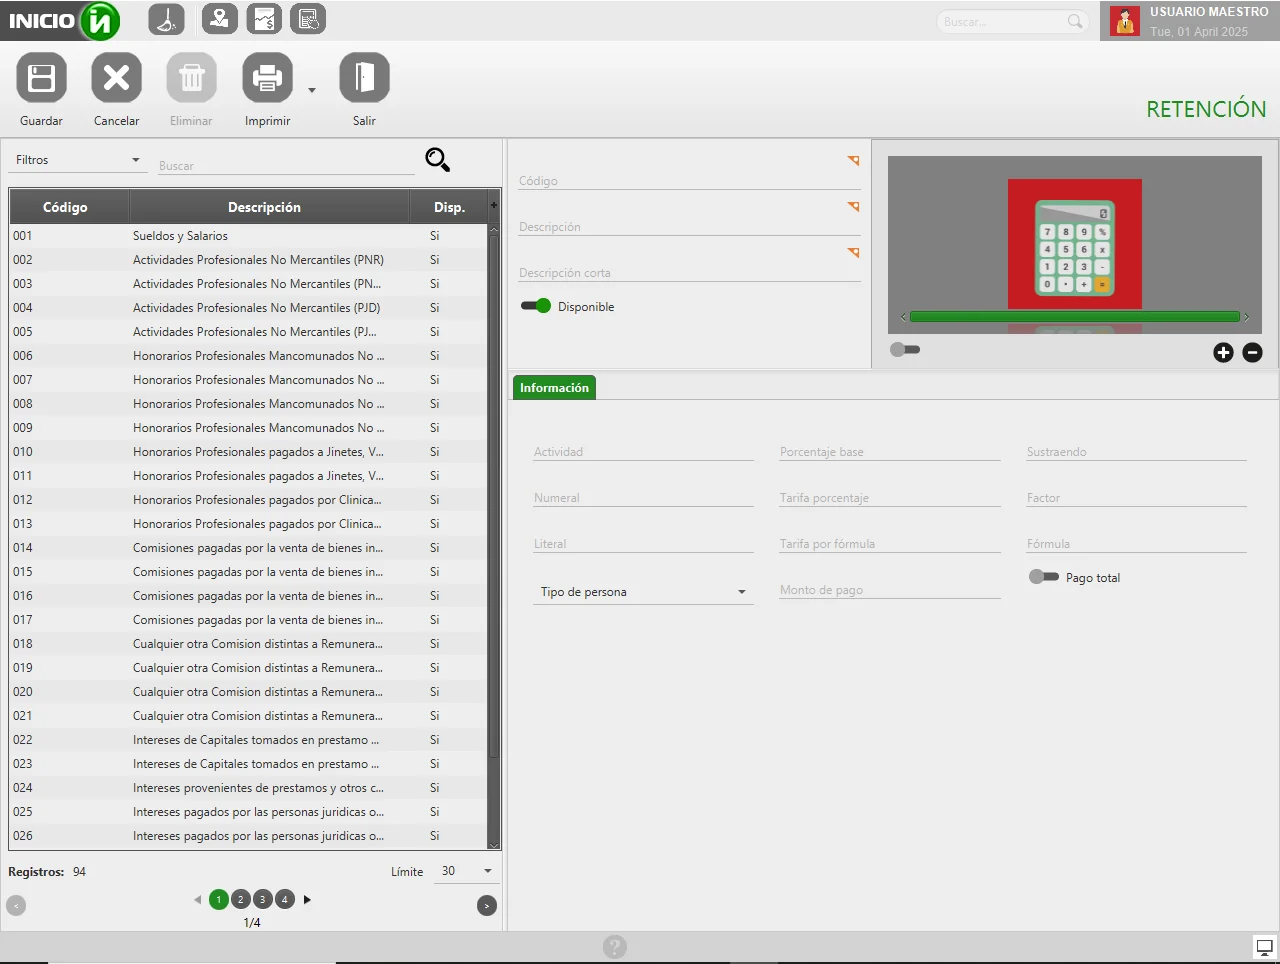 INICIO
Buscar...
USUARIO MAESTRO
Tue, 01 April 2025
Guardar
Cancelar
Eliminar
Imprimir
Salir
RETENCIÓN
Filtros
Buscar
Código Descripción Disp. +
001 Sueldos y Salarios Si
002 Actividades Profesionales No Mercantiles (PNR) Si
003 Actividades Profesionales No Mercantiles (PN... Si
004 Actividades Profesionales No Mercantiles (PJD) Si
005 Actividades Profesionales No Mercantiles (PJ... Si
006 Honorarios Profesionales Mancomunados No ... Si
007 Honorarios Profesionales Mancomunados No ... Si
008 Honorarios Profesionales Mancomunados No ... Si
009 Honorarios Profesionales Mancomunados No ... Si
010 Honorarios Profesionales pagados a Jinetes, V... Si
011 Honorarios Profesionales pagados a Jinetes, V... Si
012 Honorarios Profesionales pagados por Clinica... Si
013 Honorarios Profesionales pagados por Clinica... Si
014 Comisiones pagadas por la venta de bienes in... Si
015 Comisiones pagadas por la venta de bienes in... Si
016 Comisiones pagadas por la venta de bienes in... Si
017 Comisiones pagadas por la venta de bienes in... Si
018 Cualquier otra Comision distintas a Remunera... Si
019 Cualquier otra Comision distintas a Remunera... Si
020 Cualquier otra Comision distintas a Remunera... Si
021 Cualquier otra Comision distintas a Remunera... Si
022 Intereses de Capitales tomados en prestamo ... Si
023 Intereses de Capitales tomados en prestamo ... Si
024 Intereses provenientes de prestamos y otros c... Si
025 Intereses pagados por las personas juridicas o... Si
026 Intereses pagados por las personas juridicas o... Si
Registros: 94
Límite 30
1 2 3 4
< >
1/4
Código
Descripción
Descripción corta
Disponible
0
7 8 9 %
4 5 6 x
1 2 3 -
0 • + =
Información
Actividad Porcentaje base Sustraendo
Numeral Tarifa porcentaje Factor
Literal Tarifa por fórmula Fórmula
Tipo de persona Monto de pago Pago total
?